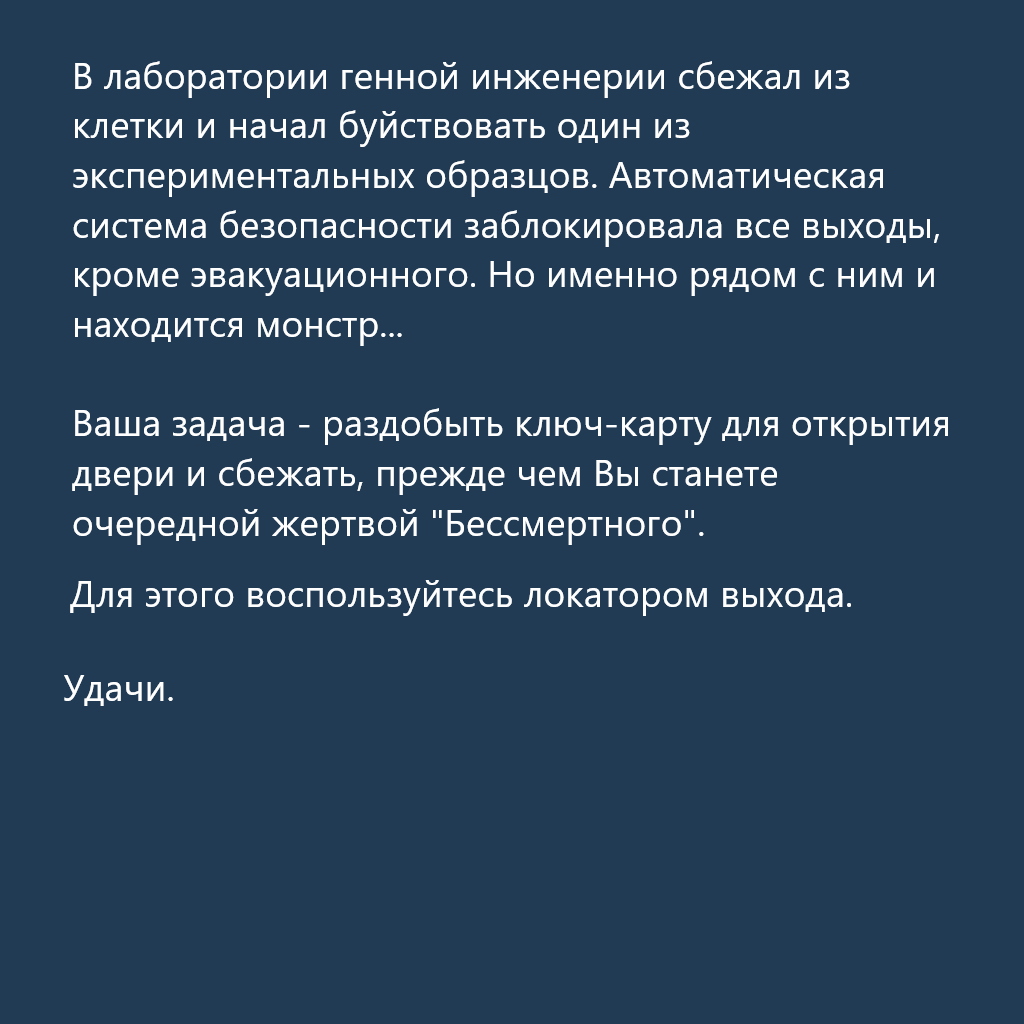 В лаборатории генной инженерии сбежал из
клетки и начал буйствовать один из
экспериментальных образцов. Автоматическая
система безопасности заблокировала все выходы,
кроме эвакуационного. Но именно рядом с ним и
находится монстр...
Ваша задача - раздобыть ключ-карту для открытия
двери и сбежать, прежде чем Вы станете
очередной жертвой "Бессмертного".
Для этого воспользуйтесь локатором выхода.
Удачи.